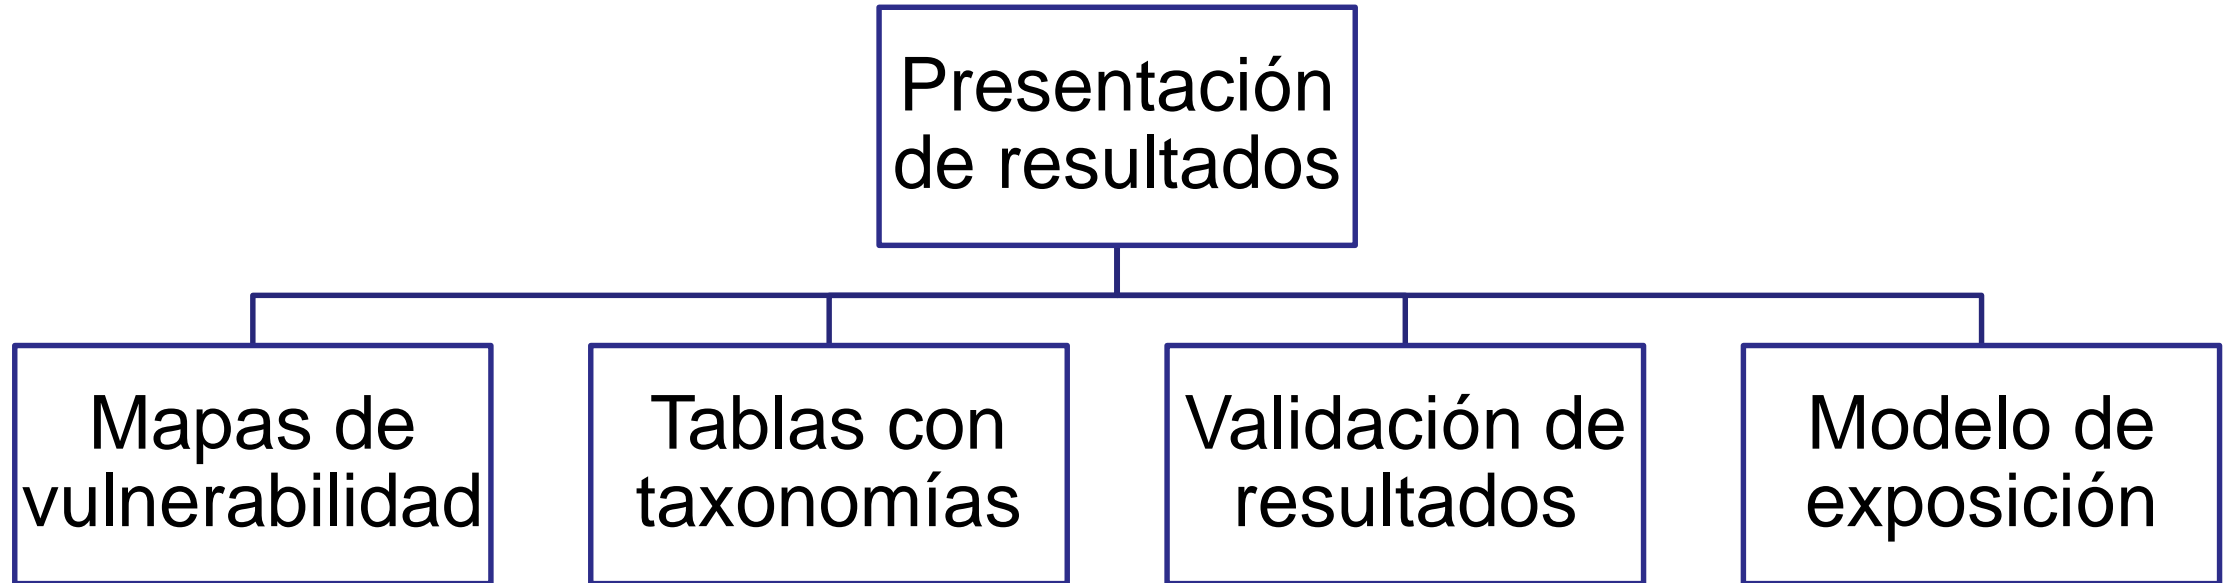 Presentación
de resultados
Mapas de
vulnerabilidad
Tablas con
taxonomías
Validación de
resultados
Modelo de
exposición